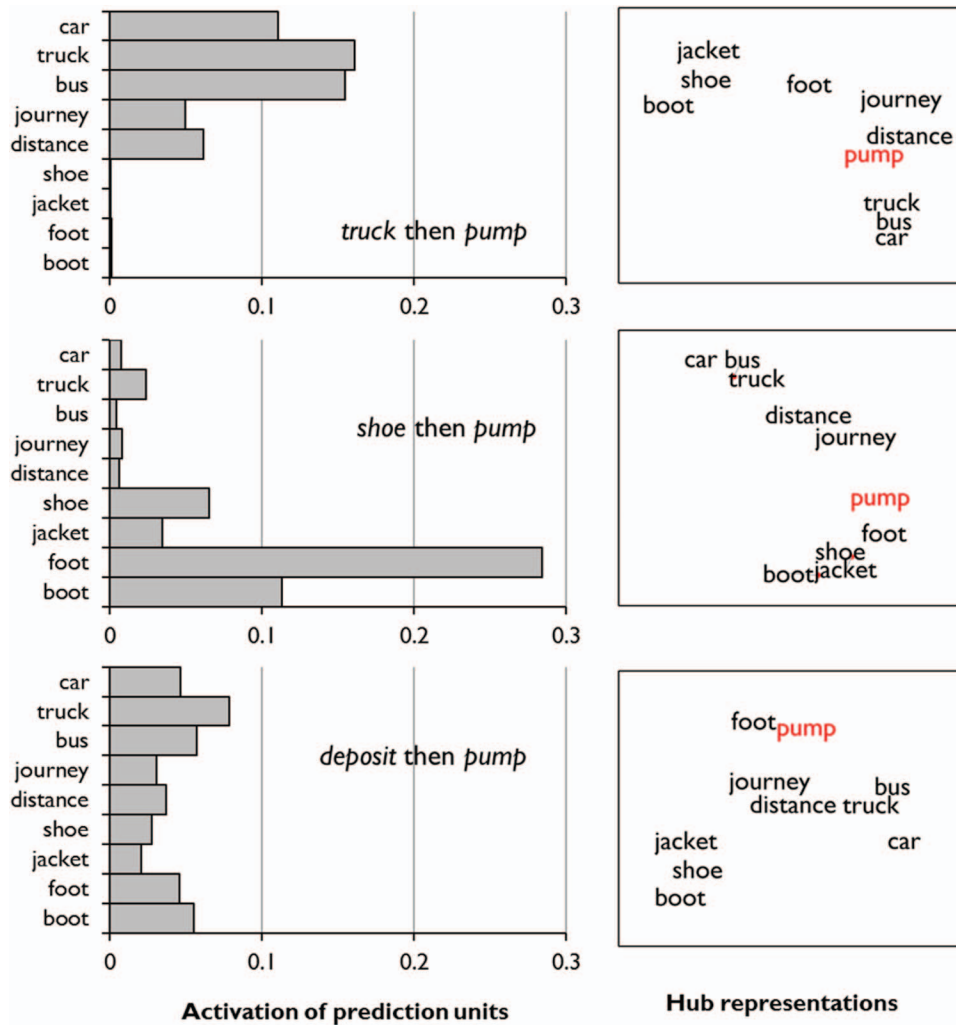 car
truck
bus
journey
distance
shoe
jacket
foot
boot
truck then pump
0 0.1 0.2 0.3
jacket
shoe
foot
boot
journey
distance
pump
truck
bus
car
car
truck
bus
journey
distance
shoe
jacket
foot
boot
shoe then pump
0 0.1 0.2 0.3
car bus
truck
distance
journey
pump
foot
shoe
boot jacket
car
truck
bus
journey
distance
shoe
jacket
foot
boot
deposit then pump
0 0.1 0.2 0.3
foot pump
journey bus
distance truck
jacket car
shoe
boot
Activation of prediction units
Hub representations